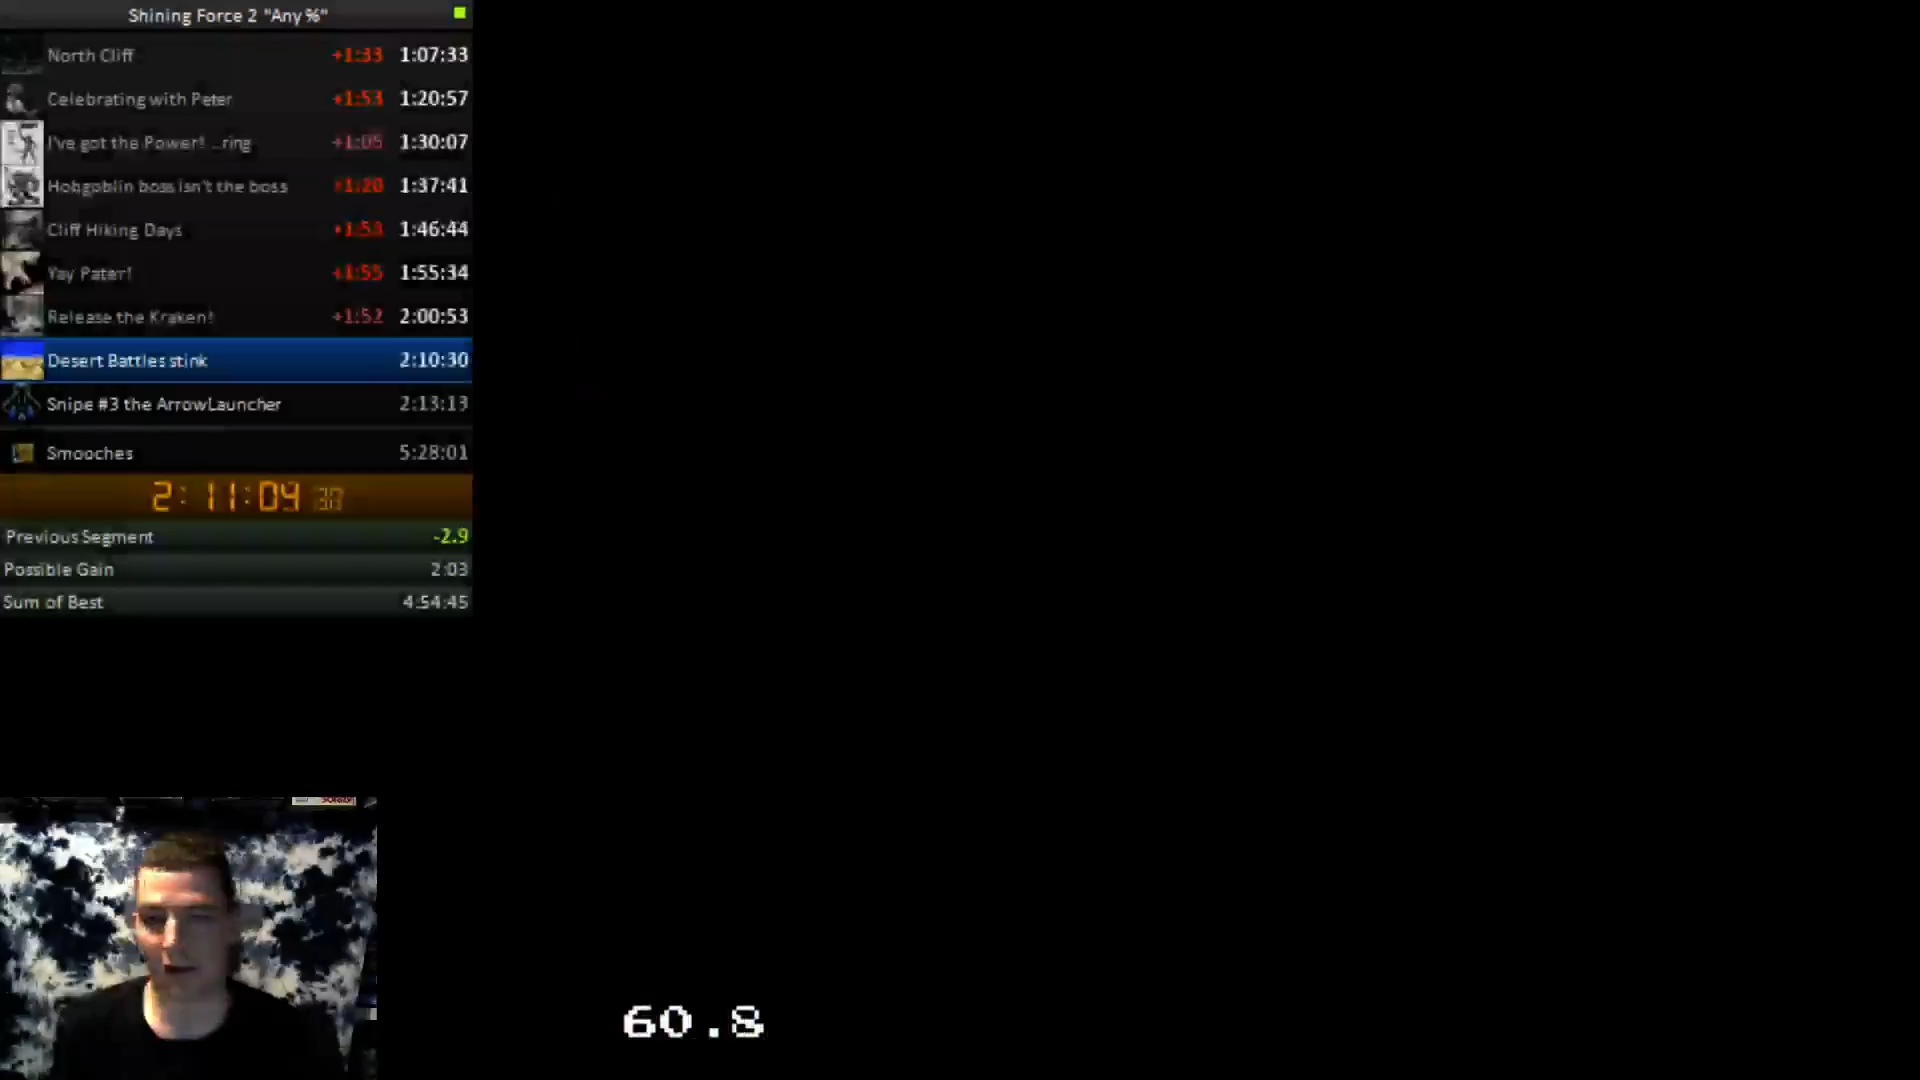 Shining Force 2 "Any %"
North Cliff +1:33 1:07:33
Celebrating with Peter +1:53 1:20:57
I've got the Power! ...ring +1:05 1:30:07
Hobgoblin boss isn't the boss +1:20 1:37:41
Cliff Hiking Days +1:53 1:46:44
Yay Pater! +1:55 1:55:34
Release the Kraken! +1:52 2:00:53
Desert Battles stink 2:10:30
Snipe #3 the ArrowLauncher 2:13:13
Smooches 5:28:01
2:11:04 30
Previous Segment -2.9
Possible Gain 2:03
Sum of Best 4:54:45
60.8